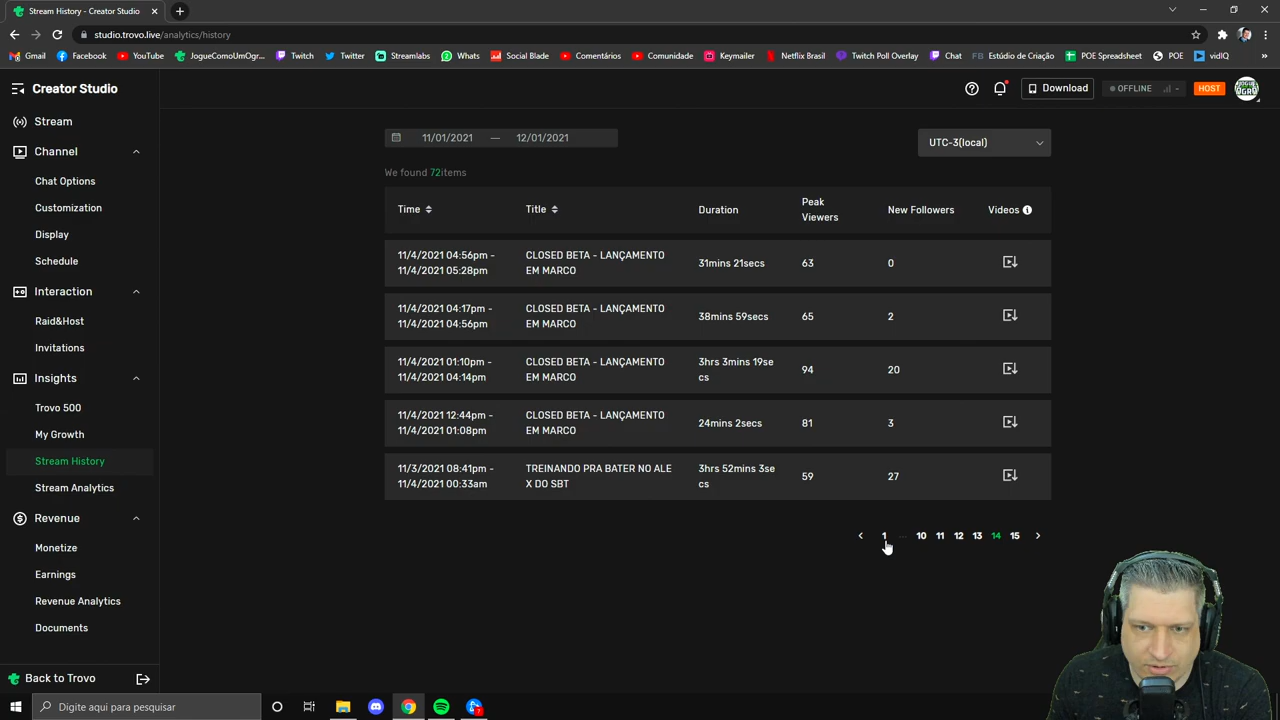 Stream History - Creator Studio
studio.trovo.live/analytics/history
Gmail
Facebook
YouTube
JogueComoUmOgr...
Twitch
Twitter
Streamlabs
Whats
Social Blade
Comentários
Comunidade
Keymailer
Netflix Brasil
Twitch Poll Overlay
Chat
Estúdio de Criação
POE Spreadsheet
POE
vidIQ
Creator Studio
Download
OFFLINE
HOST
Stream
Channel
Chat Options
Customization
Display
Schedule
Interaction
Raid&Host
Invitations
Insights
Trovo 500
My Growth
Stream History
Stream Analytics
Revenue
Monetize
Earnings
Revenue Analytics
Documents
Back to Trovo
11/01/2021 — 12/01/2021
UTC-3(local)
We found 72items
Time
Title
Duration
Peak
Viewers
New Followers
Videos
11/4/2021 04:56pm -
11/4/2021 05:28pm
CLOSED BETA - LANÇAMENTO
EM MARCO
31mins 21secs
63
0
11/4/2021 04:17pm -
11/4/2021 04:56pm
CLOSED BETA - LANÇAMENTO
EM MARCO
38mins 59secs
65
2
11/4/2021 01:10pm -
11/4/2021 04:14pm
CLOSED BETA - LANÇAMENTO
EM MARCO
3hrs 3mins 19se
cs
94
20
11/4/2021 12:44pm -
11/4/2021 01:08pm
CLOSED BETA - LANÇAMENTO
EM MARCO
24mins 2secs
81
3
11/3/2021 08:41pm -
11/4/2021 00:33am
TREINANDO PRA BATER NO ALE
X DO SBT
3hrs 52mins 3se
cs
59
27
1 ... 10 11 12 13 14 15
Digite aqui para pesquisar